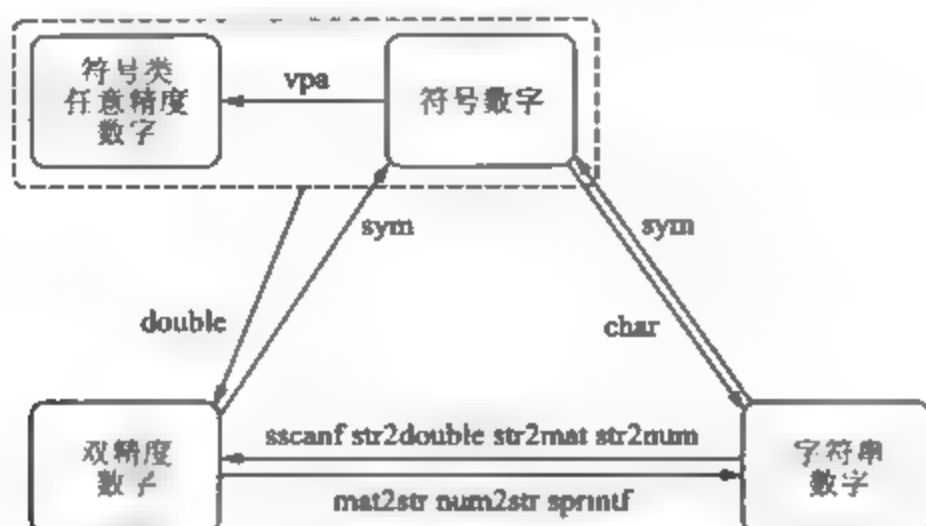 符号类
任意精度
数字
vpa
符号数字
sym
sym
double
char
双精度
数字
sscanf str2double str2mat str2num
mat2str num2str sprintf
字符串
数字